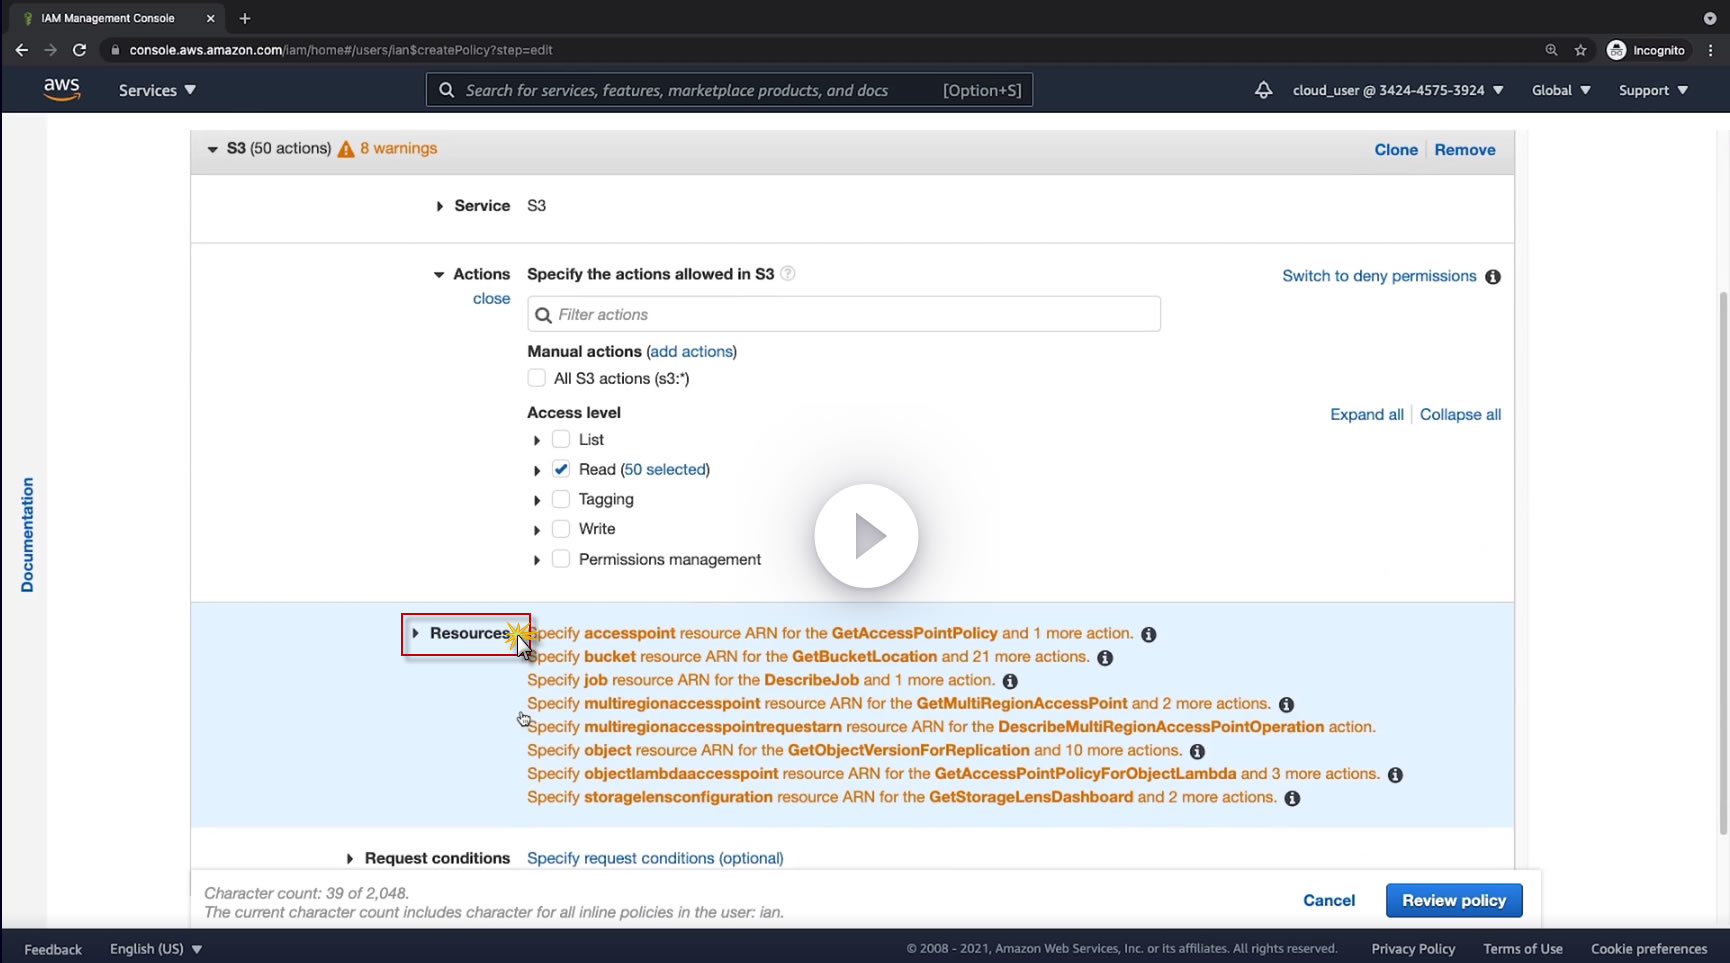 IAM Management Console
console.aws.amazon.com/iam/home#/users/ian$createPolicy?step=edit
Incognito
aws
Services
Search for services, features, marketplace products, and docs [Option+S]
cloud_user @ 3424-4575-3924
Global
Support
S3 (50 actions) 8 warnings
Clone
Remove
Service S3
Actions Specify the actions allowed in S3
Switch to deny permissions
close
Filter actions
Manual actions (add actions)
All S3 actions (s3:*)
Access level
Expand all
Collapse all
List
Read (50 selected)
Tagging
Write
Permissions management
Documentation
Resources Specify accesspoint resource ARN for the GetAccessPointPolicy and 1 more action.
Specify bucket resource ARN for the GetBucketLocation and 21 more actions.
Specify job resource ARN for the DescribeJob and 1 more action.
Specify multiregionaccesspoint resource ARN for the GetMultiRegionAccessPoint and 2 more actions.
Specify multiregionaccesspointrequestarn resource ARN for the DescribeMultiRegionAccessPointOperation action.
Specify object resource ARN for the GetObjectVersionForReplication and 10 more actions.
Specify objectlambdaaccesspoint resource ARN for the GetAccessPointPolicyForObjectLambda and 3 more actions.
Specify storagelensconfiguration resource ARN for the GetStorageLensDashboard and 2 more actions.
Request conditions Specify request conditions (optional)
Character count: 39 of 2,048.
The current character count includes character for all inline policies in the user: ian.
Cancel
Review policy
Feedback
English (US)
© 2008 - 2021, Amazon Web Services, Inc. or its affiliates. All rights reserved.
Privacy Policy
Terms of Use
Cookie preferences